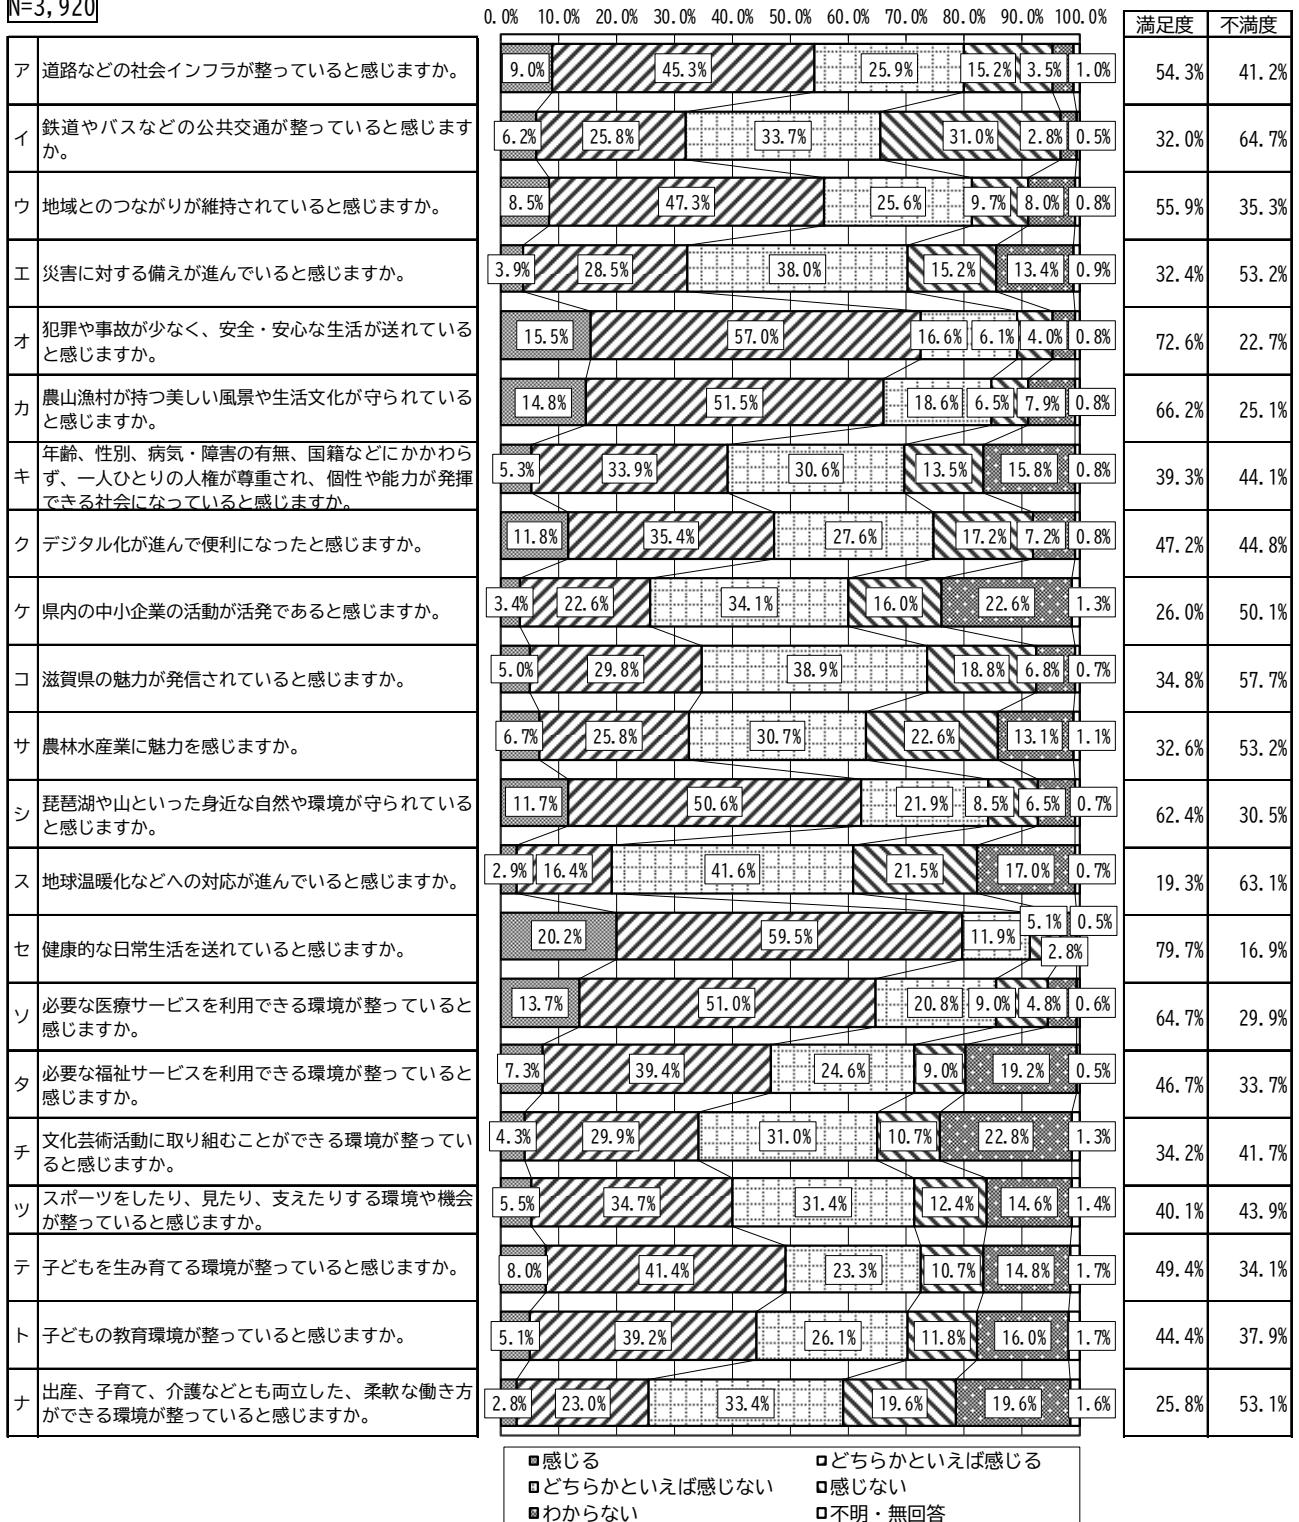 N=3,920
0.0% 10.0% 20.0% 30.0% 40.0% 50.0% 60.0% 70.0% 80.0% 90.0% 100.0%
満足度 不満度
ア 道路などの社会インフラが整っていると感じますか。 9.0% 45.3% 25.9% 15.2% 3.5% 1.0% 54.3% 41.2%
イ 鉄道やバスなどの公共交通が整っていると感じます
か。 6.2% 25.8% 33.7% 31.0% 2.8% 0.5% 32.0% 64.7%
ウ 地域とのつながりが維持されていると感じますか。 8.5% 47.3% 25.6% 9.7% 8.0% 0.8% 55.9% 35.3%
エ 災害に対する備えが進んでいると感じますか。 3.9% 28.5% 38.0% 15.2% 13.4% 0.9% 32.4% 53.2%
オ 犯罪や事故が少なく、安全・安心な生活が送れている
と感じますか。 15.5% 57.0% 16.6% 6.1% 4.0% 0.8% 72.6% 22.7%
カ 農山漁村が持つ美しい風景や生活文化が守られている
と感じますか。 14.8% 51.5% 18.6% 6.5% 7.9% 0.8% 66.2% 25.1%
キ 年齢、性別、病気・障害の有無、国籍などにかかわら
ず、一人ひとりの人権が尊重され、個性や能力が発揮
できる社会になっていると感じますか。 5.3% 33.9% 30.6% 13.5% 15.8% 0.8% 39.3% 44.1%
ク デジタル化が進んで便利になったと感じますか。 11.8% 35.4% 27.6% 17.2% 7.2% 0.8% 47.2% 44.8%
ケ 県内の中小企業の活動が活発であると感じますか。 3.4% 22.6% 34.1% 16.0% 22.6% 1.3% 26.0% 50.1%
コ 滋賀県の魅力が発信されていると感じますか。 5.0% 29.8% 38.9% 18.8% 6.8% 0.7% 34.8% 57.7%
サ 農林水産業に魅力を感じますか。 6.7% 25.8% 30.7% 22.6% 13.1% 1.1% 32.6% 53.2%
シ 琵琶湖や山といった身近な自然や環境が守られている
と感じますか。 11.7% 50.6% 21.9% 8.5% 6.5% 0.7% 62.4% 30.5%
ス 地球温暖化などへの対応が進んでいると感じますか。 2.9% 16.4% 41.6% 21.5% 17.0% 0.7% 19.3% 63.1%
セ 健康的な日常生活を送れていると感じますか。 20.2% 59.5% 11.9% 5.1% 2.8% 0.5% 79.7% 16.9%
ソ 必要な医療サービスを利用できる環境が整っていると
感じますか。 13.7% 51.0% 20.8% 9.0% 4.8% 0.6% 64.7% 29.9%
タ 必要な福祉サービスを利用できる環境が整っていると
感じますか。 7.3% 39.4% 24.6% 9.0% 19.2% 0.5% 46.7% 33.7%
チ 文化芸術活動に取り組むことができる環境が整ってい
ると感じますか。 4.3% 29.9% 31.0% 10.7% 22.8% 1.3% 34.2% 41.7%
ツ スポーツをしたり、見たり、支えたりする環境や機会
が整っていると感じますか。 5.5% 34.7% 31.4% 12.4% 14.6% 1.4% 40.1% 43.9%
テ 子どもを生み育てる環境が整っていると感じますか。 8.0% 41.4% 23.3% 10.7% 14.8% 1.7% 49.4% 34.1%
ト 子どもの教育環境が整っていると感じますか。 5.1% 39.2% 26.1% 11.8% 16.0% 1.7% 44.4% 37.9%
ナ 出産、子育て、介護などとも両立した、柔軟な働き方
ができる環境が整っていると感じますか。 2.8% 23.0% 33.4% 19.6% 19.6% 1.6% 25.8% 53.1%
感じる どちらかといえば感じる
どちらかといえば感じない 感じない
わからない 不明・無回答